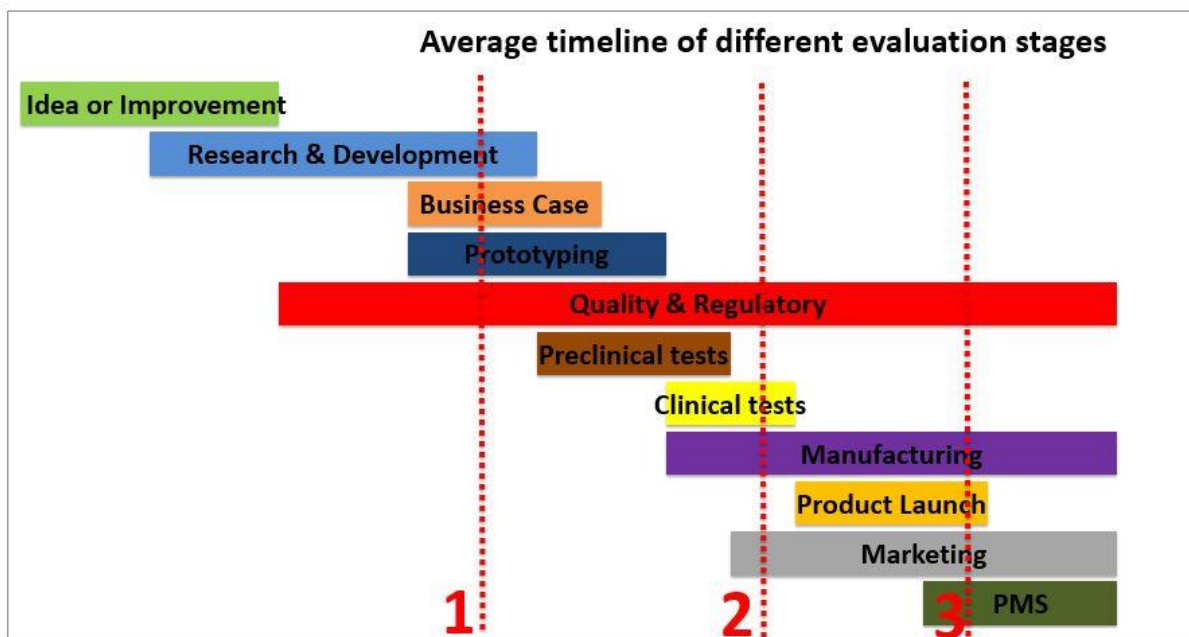 Average timeline of different evaluation stages
Idea or Improvement
Research & Development
Business Case
Prototyping
Quality & Regulatory
Preclinical tests
Clinical tests
Manufacturing
Product Launch
Marketing
PMS
1
2
3